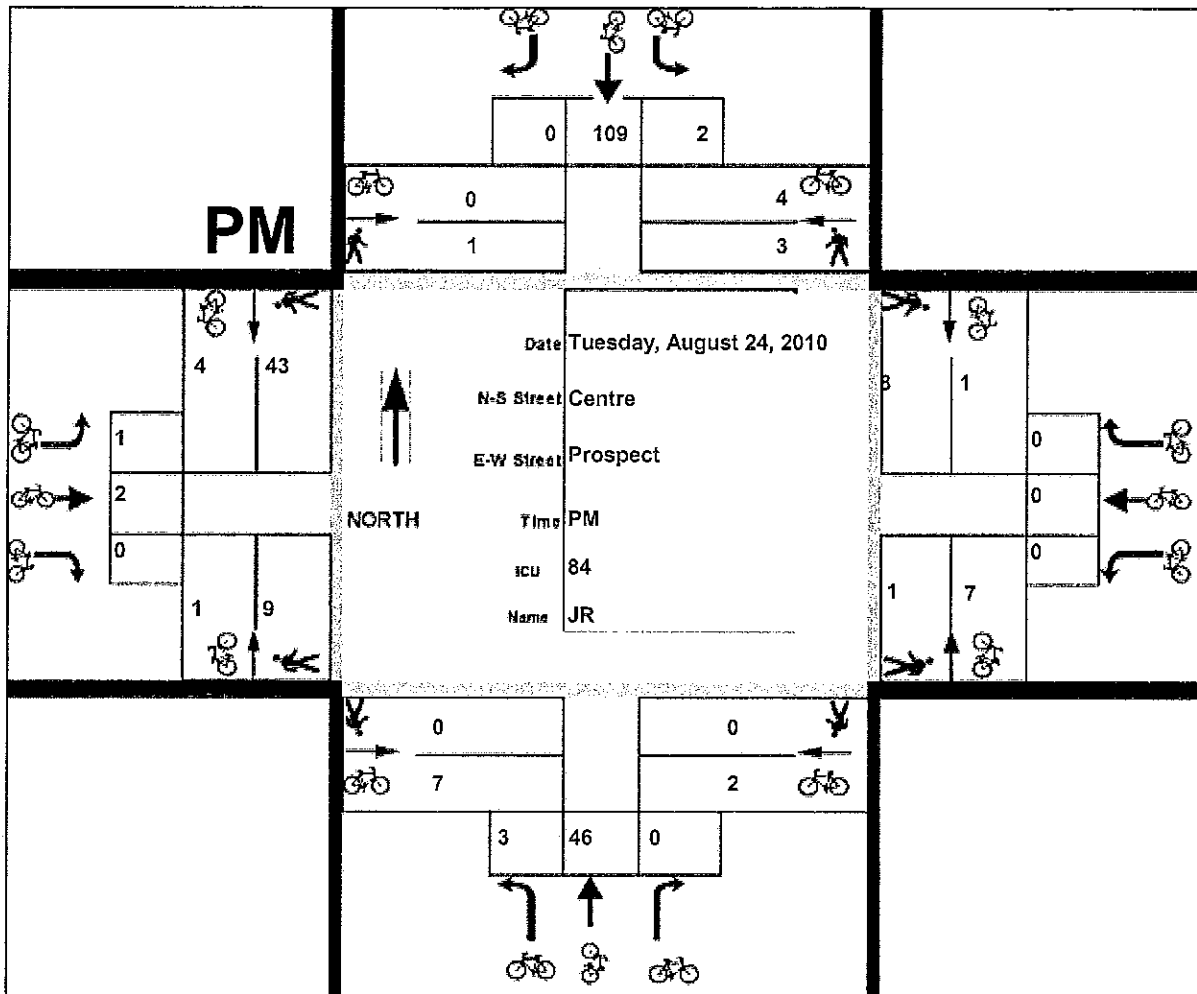 0 109 2
0 4
PM
1 3
Date Tuesday, August 24, 2010
4 43
8 1
N-S Street Centre
1
0
E-W Street Prospect
2
0
NORTH
Time PM
0
0
ICU 84
1 9
1 7
Name JR
0 0
7 2
3 46 0